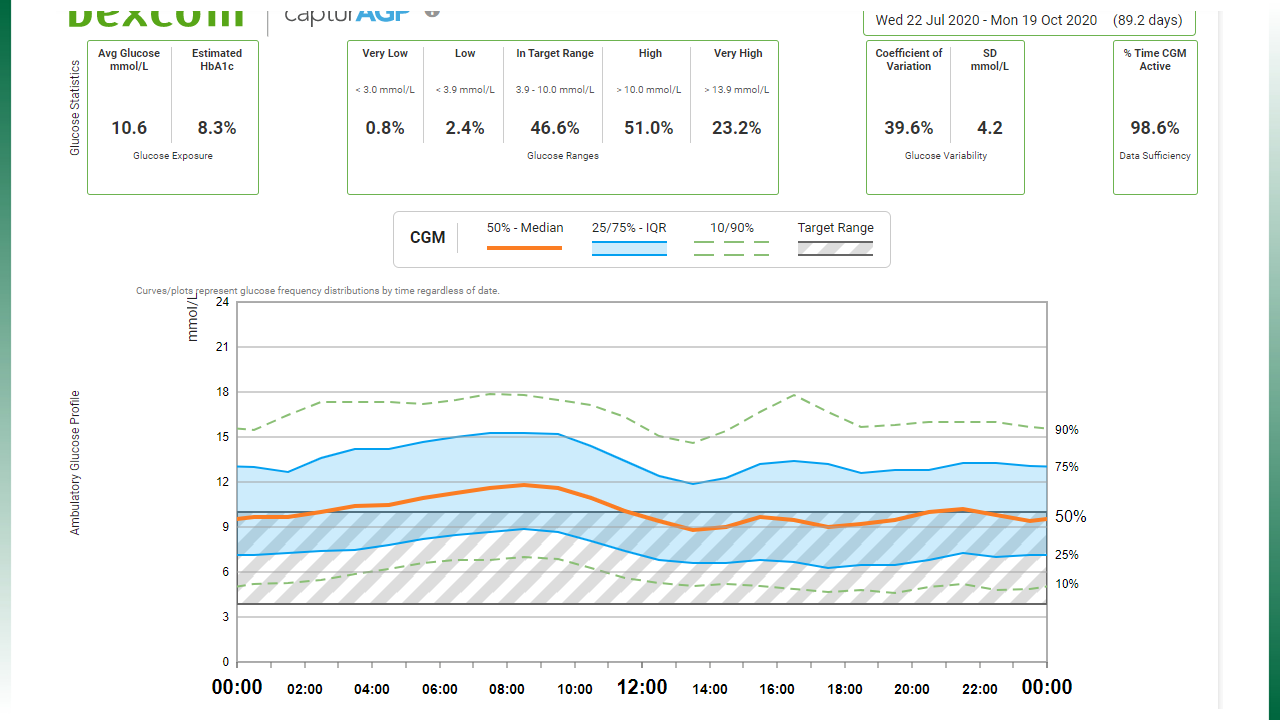 Dexcom
capturAGP
Wed 22 Jul 2020 - Mon 19 Oct 2020 (89.2 days)
Glucose Statistics
Avg Glucose mmol/L
Estimated HbA1c
10.6
8.3%
Glucose Exposure
Very Low
Low
In Target Range
High
Very High
< 3.0 mmol/L
< 3.9 mmol/L
3.9 - 10.0 mmol/L
> 10.0 mmol/L
> 13.9 mmol/L
0.8%
2.4%
46.6%
51.0%
23.2%
Glucose Ranges
Coefficient of Variation
SD mmol/L
39.6%
4.2
Glucose Variability
% Time CGM Active
98.6%
Data Sufficiency
CGM
50% - Median
25/75% - IQR
10/90%
Target Range
Curves/plots represent glucose frequency distributions by time regardless of date.
Ambulatory Glucose Profile
mmol/L
24
21
18
15
12
9
6
3
0
90%
75%
50%
25%
10%
00:00
02:00
04:00
06:00
08:00
10:00
12:00
14:00
16:00
18:00
20:00
22:00
00:00